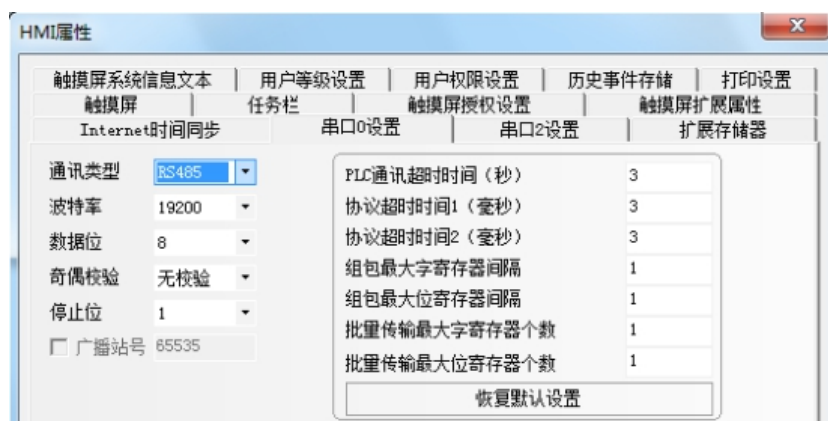 HMI属性
触摸屏系统信息文本 用户等级设置 用户权限设置 历史事件存储 打印设置
触摸屏 任务栏 触摸屏授权设置 触摸屏扩展属性
Internet时间同步 串口0设置 串口2设置 扩展存储器
通讯类型 RS485
波特率 19200
数据位 8
奇偶校验 无校验
停止位 1
广播站号 65535
PLC通讯超时时间（秒） 3
协议超时时间1（毫秒） 3
协议超时时间2（毫秒） 3
组包最大字寄存器间隔 1
组包最大位寄存器间隔 1
批量传输最大字寄存器个数 1
批量传输最大位寄存器个数 1
恢复默认设置